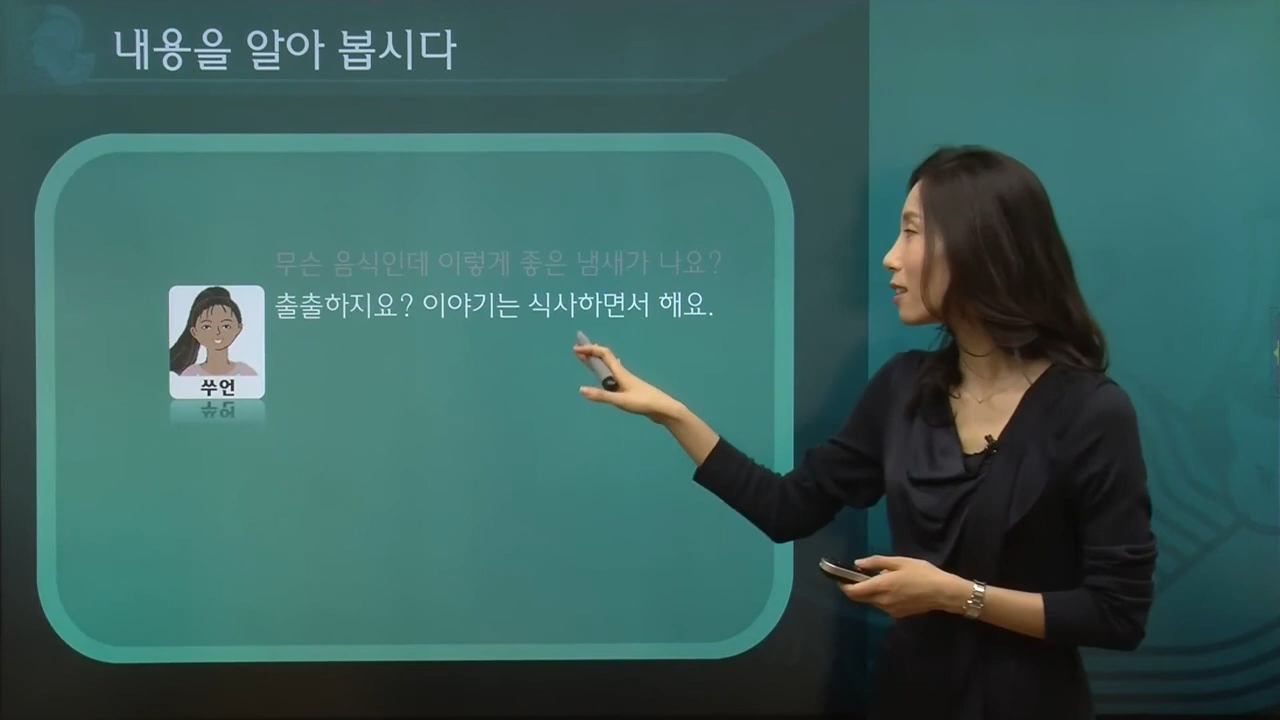 내용을 알아 봅시다
무슨 음식인데 이렇게 좋은 냄새가 나요?
출출하지요? 이야기는 식사하면서 해요.
쑤언